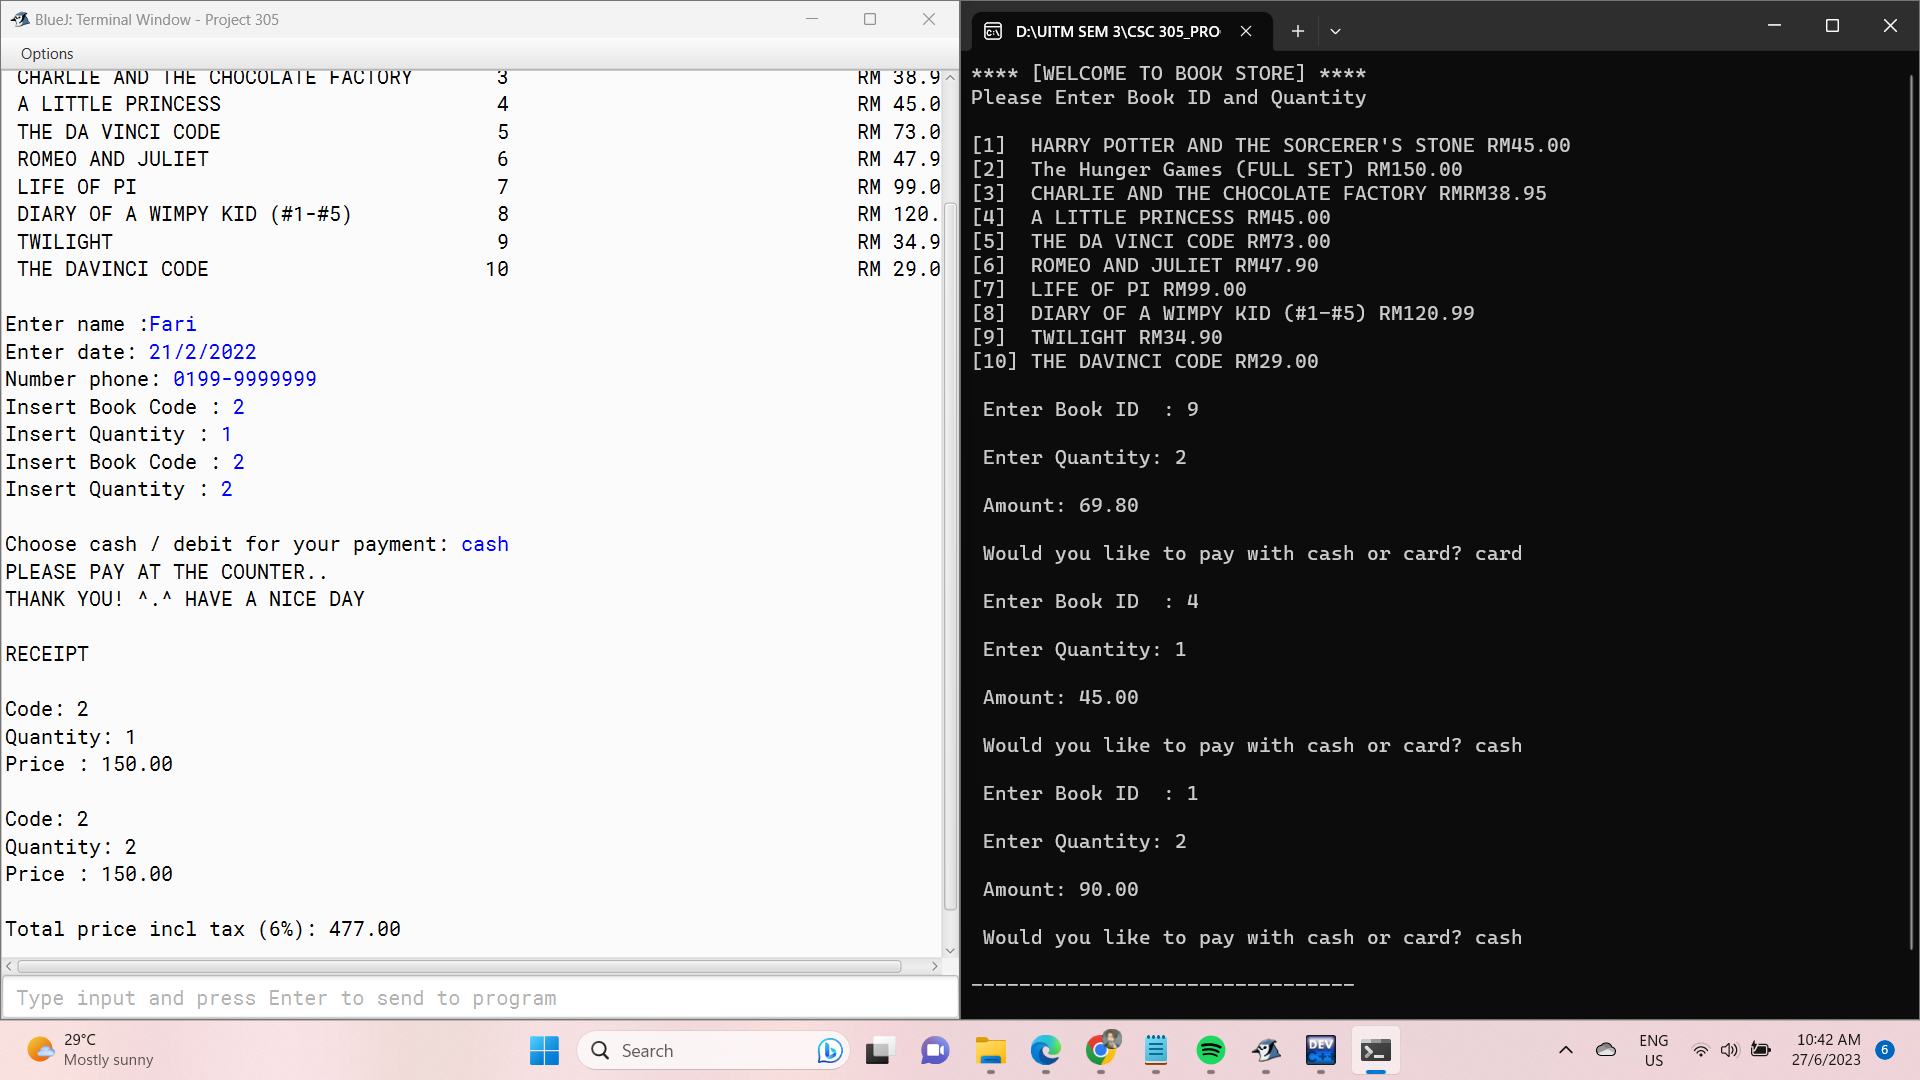 BlueJ: Terminal Window - Project 305
Options
CHARLIE AND THE CHOCOLATE FACTORY 3 RM 38.9
A LITTLE PRINCESS 4 RM 45.0
THE DA VINCI CODE 5 RM 73.0
ROMEO AND JULIET 6 RM 47.9
LIFE OF PI 7 RM 99.0
DIARY OF A WIMPY KID (#1-#5) 8 RM 120.
TWILIGHT 9 RM 34.9
THE DAVINCI CODE 10 RM 29.0
Enter name :Fari
Enter date: 21/2/2022
Number phone: 0199-9999999
Insert Book Code : 2
Insert Quantity : 1
Insert Book Code : 2
Insert Quantity : 2
Choose cash / debit for your payment: cash
PLEASE PAY AT THE COUNTER..
THANK YOU! ^.^ HAVE A NICE DAY
RECEIPT
Code: 2
Quantity: 1
Price : 150.00
Code: 2
Quantity: 2
Price : 150.00
Total price incl tax (6%): 477.00
Type input and press Enter to send to program
D:\UITM SEM 3\CSC 305_PRO
**** [WELCOME TO BOOK STORE] ****
Please Enter Book ID and Quantity
[1] HARRY POTTER AND THE SORCERER'S STONE RM45.00
[2] The Hunger Games (FULL SET) RM150.00
[3] CHARLIE AND THE CHOCOLATE FACTORY RMRM38.95
[4] A LITTLE PRINCESS RM45.00
[5] THE DA VINCI CODE RM73.00
[6] ROMEO AND JULIET RM47.90
[7] LIFE OF PI RM99.00
[8] DIARY OF A WIMPY KID (#1-#5) RM120.99
[9] TWILIGHT RM34.90
[10] THE DAVINCI CODE RM29.00
Enter Book ID : 9
Enter Quantity: 2
Amount: 69.80
Would you like to pay with cash or card? card
Enter Book ID : 4
Enter Quantity: 1
Amount: 45.00
Would you like to pay with cash or card? cash
Enter Book ID : 1
Enter Quantity: 2
Amount: 90.00
Would you like to pay with cash or card? cash
--------------------------------
29°C
Mostly sunny
Search
DEV
ENG
US
10:42 AM
27/6/2023
6